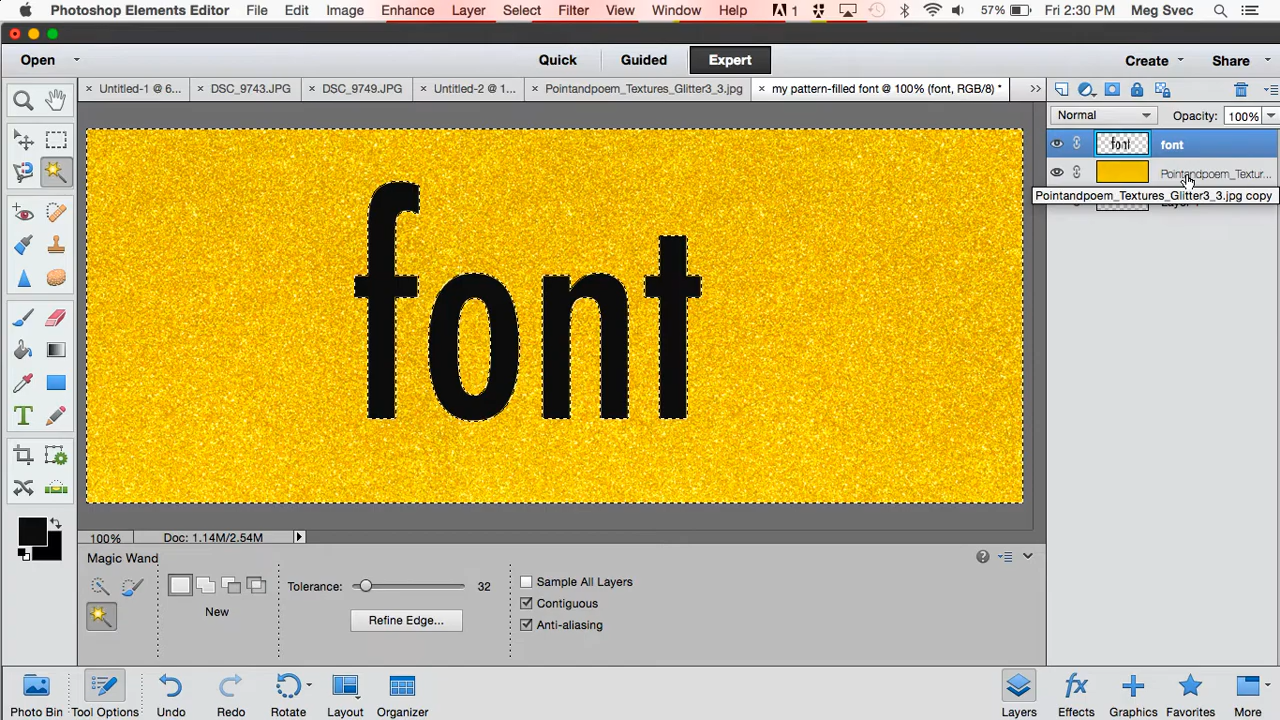 Photoshop Elements Editor File Edit Image Enhance Layer Select Filter View Window Help 1 57% Fri 2:30 PM Meg Svec
Open Quick Guided Expert Create Share
Untitled-1 @ 6... DSC_9743.JPG DSC_9749.JPG Untitled-2 @ 1... Pointandpoem_Textures_Glitter3_3.jpg my pattern-filled font @ 100% (font, RGB/8) *
Normal Opacity: 100%
font font
Pointandpoem_Textur...
Pointandpoem_Textures_Glitter3_3.jpg copy
font
100% Doc: 1.14M/2.54M
Magic Wand
New
Tolerance: 32
Refine Edge...
Sample All Layers
Contiguous
Anti-aliasing
Photo Bin Tool Options Undo Redo Rotate Layout Organizer Layers Effects Graphics Favorites More